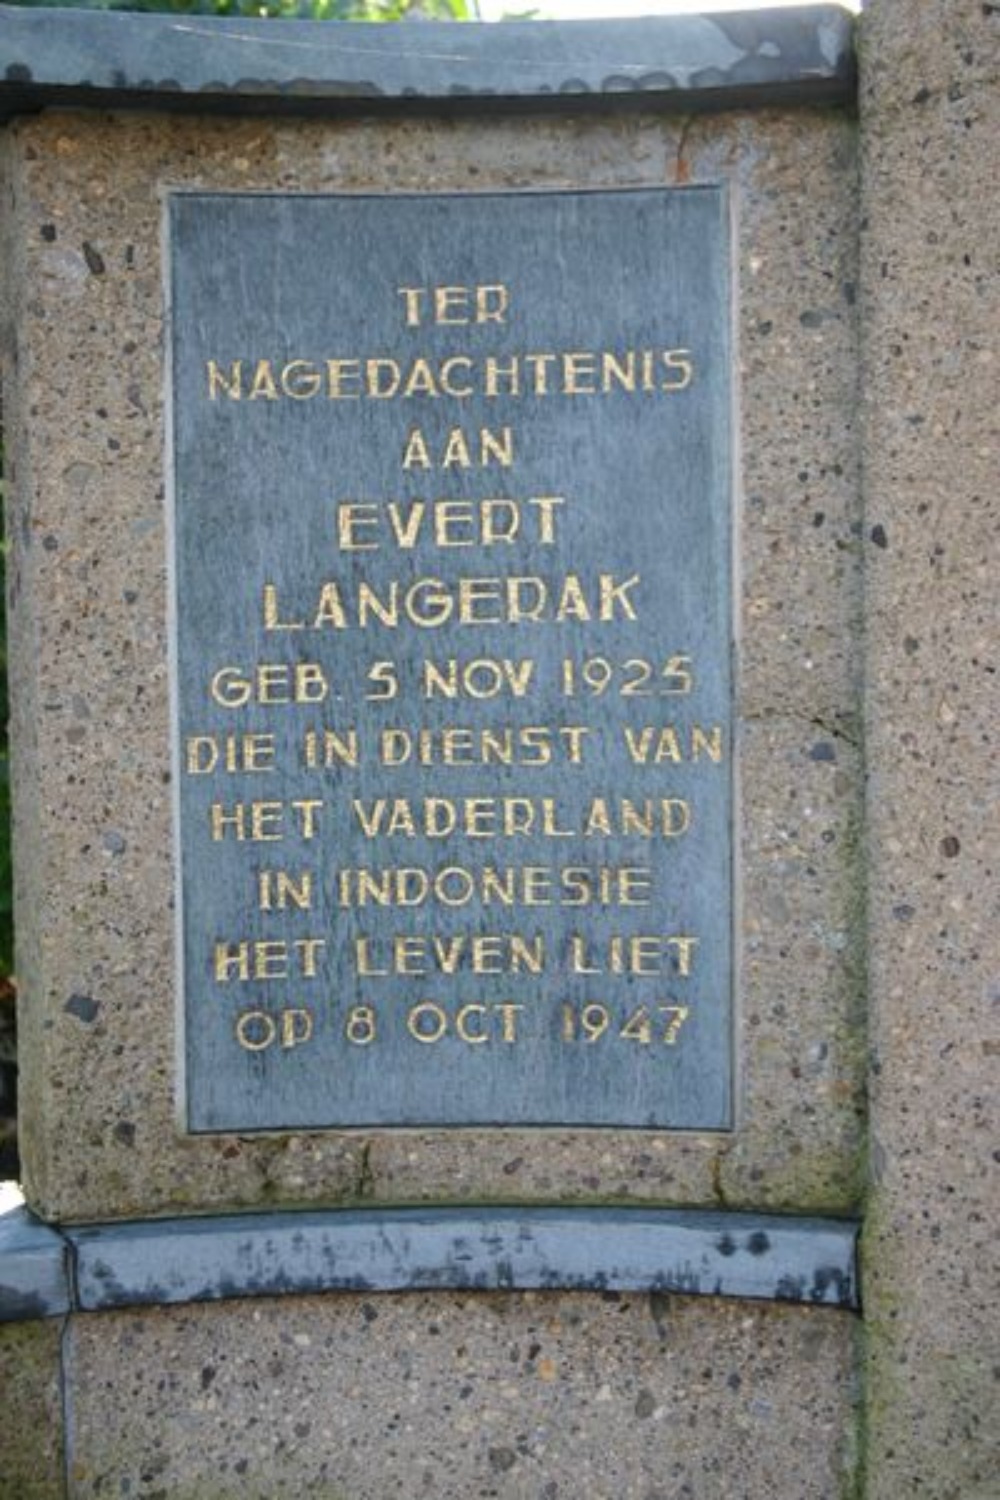 TER
NAGEDACHTENIS
AAN
EVERT
LANGERAK
GEB. 5 NOV 1925
DIE IN DIENST VAN
HET VADERLAND
IN INDONESIE
HET LEVEN LIET
OP 8 OCT 1947